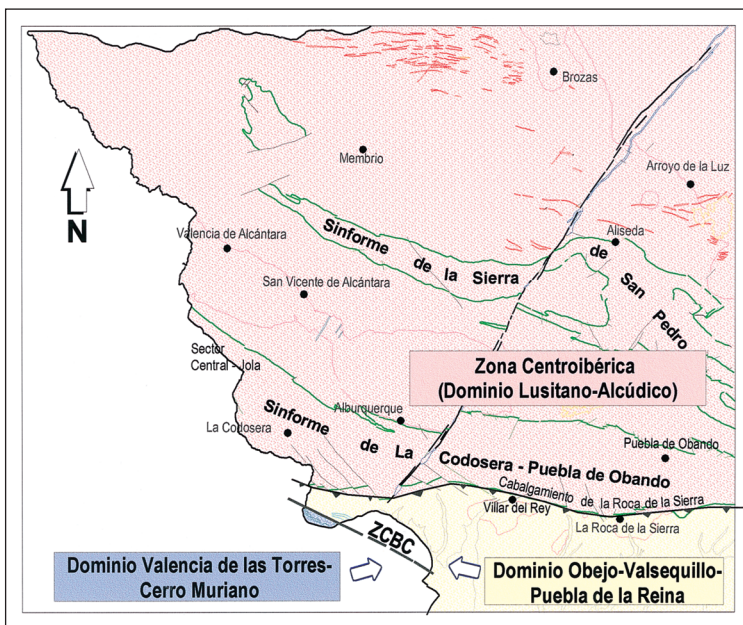 Brozas
Membrio
Arroyo de la Luz
N
Valencia de Alcántara
Aliseda
Sinforme de la Sierra
de San Pedro
San Vicente de Alcántara
Sector
Central - Jola
Zona Centroibérica
(Dominio Lusitano-Alcúdico)
Alburquerque
La Codosera
Sinforme de La
Codosera - Puebla de Obando
Puebla de Obando
Cabalgamiento de la Roca de la Sierra
Villar del Rey
La Roca de la Sierra
ZCBC
Dominio Valencia de las Torres-
Cerro Muriano
Dominio Obejo-Valsequillo-
Puebla de la Reina